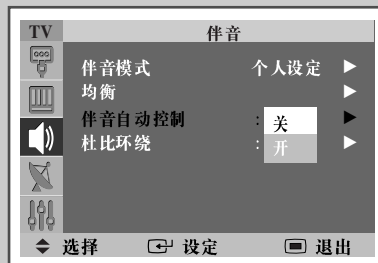 TV 伴音
伴音模式 个人设定
均衡
伴音自动控制 : 关
杜比环绕 : 开
选择 设定 退出